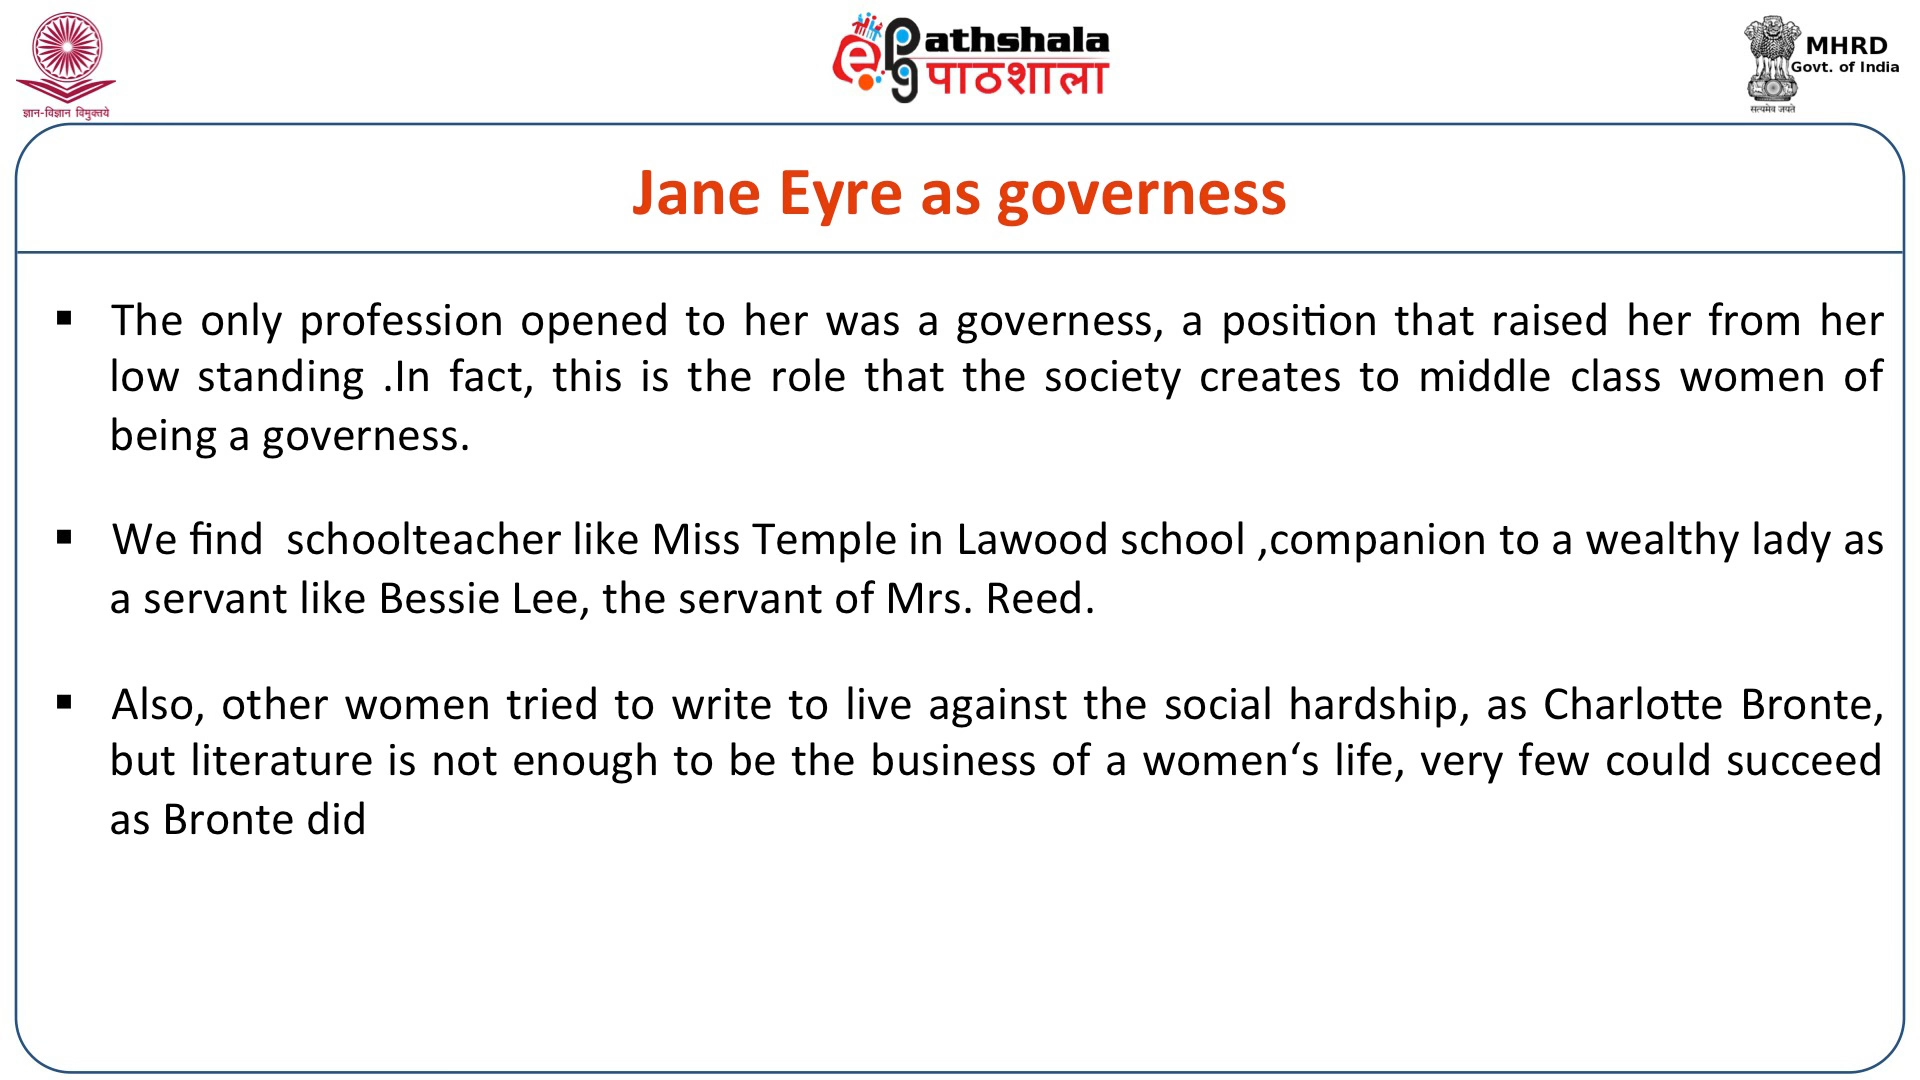 ज्ञान-विज्ञान विमुक्तये
e pg Pathshala
पाठशाला
MHRD
Govt. of India
सत्यमेव जयते
Jane Eyre as governess
▪ The only profession opened to her was a governess, a position that raised her from her
low standing .In fact, this is the role that the society creates to middle class women of
being a governess.
▪ We find  schoolteacher like Miss Temple in Lawood school ,companion to a wealthy lady as
a servant like Bessie Lee, the servant of Mrs. Reed.
▪ Also, other women tried to write to live against the social hardship, as Charlotte Bronte,
but literature is not enough to be the business of a women‘s life, very few could succeed
as Bronte did